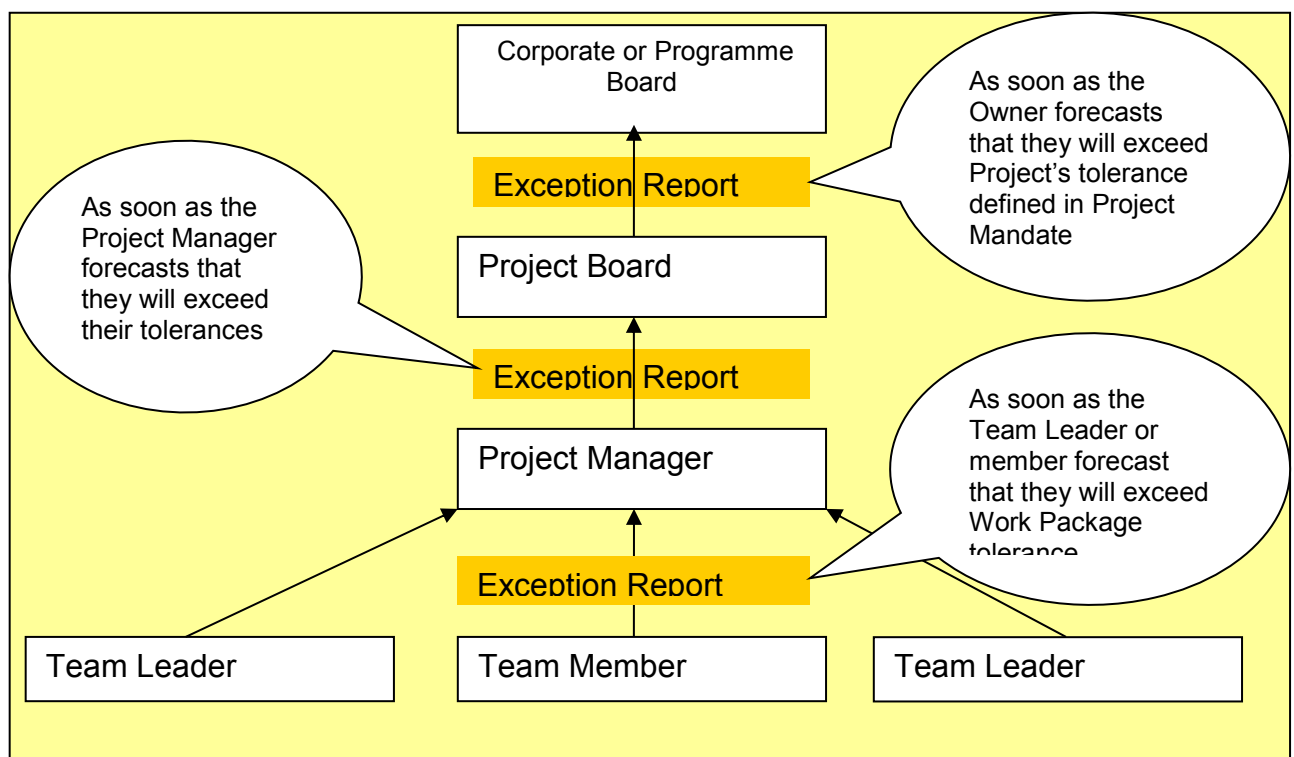 Corporate or Programme
Board
As soon as the
Owner forecasts
that they will exceed
Project's tolerance
defined in Project
Mandate
Exception Report
As soon as the
Project Manager
forecasts that
they will exceed
their tolerances
Project Board
Exception Report
As soon as the
Team Leader or
member forecast
that they will exceed
Work Package
tolerance
Project Manager
Exception Report
Team Leader
Team Member
Team Leader